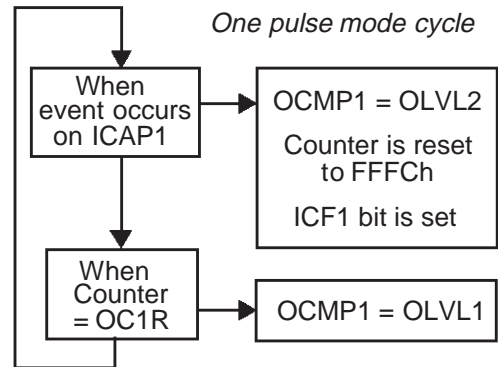 One pulse mode cycle
When
event occurs
on ICAP1
OCMP1 = OLVL2
Counter is reset
to FFFCh
ICF1 bit is set
When
Counter
= OC1R
OCMP1 = OLVL1